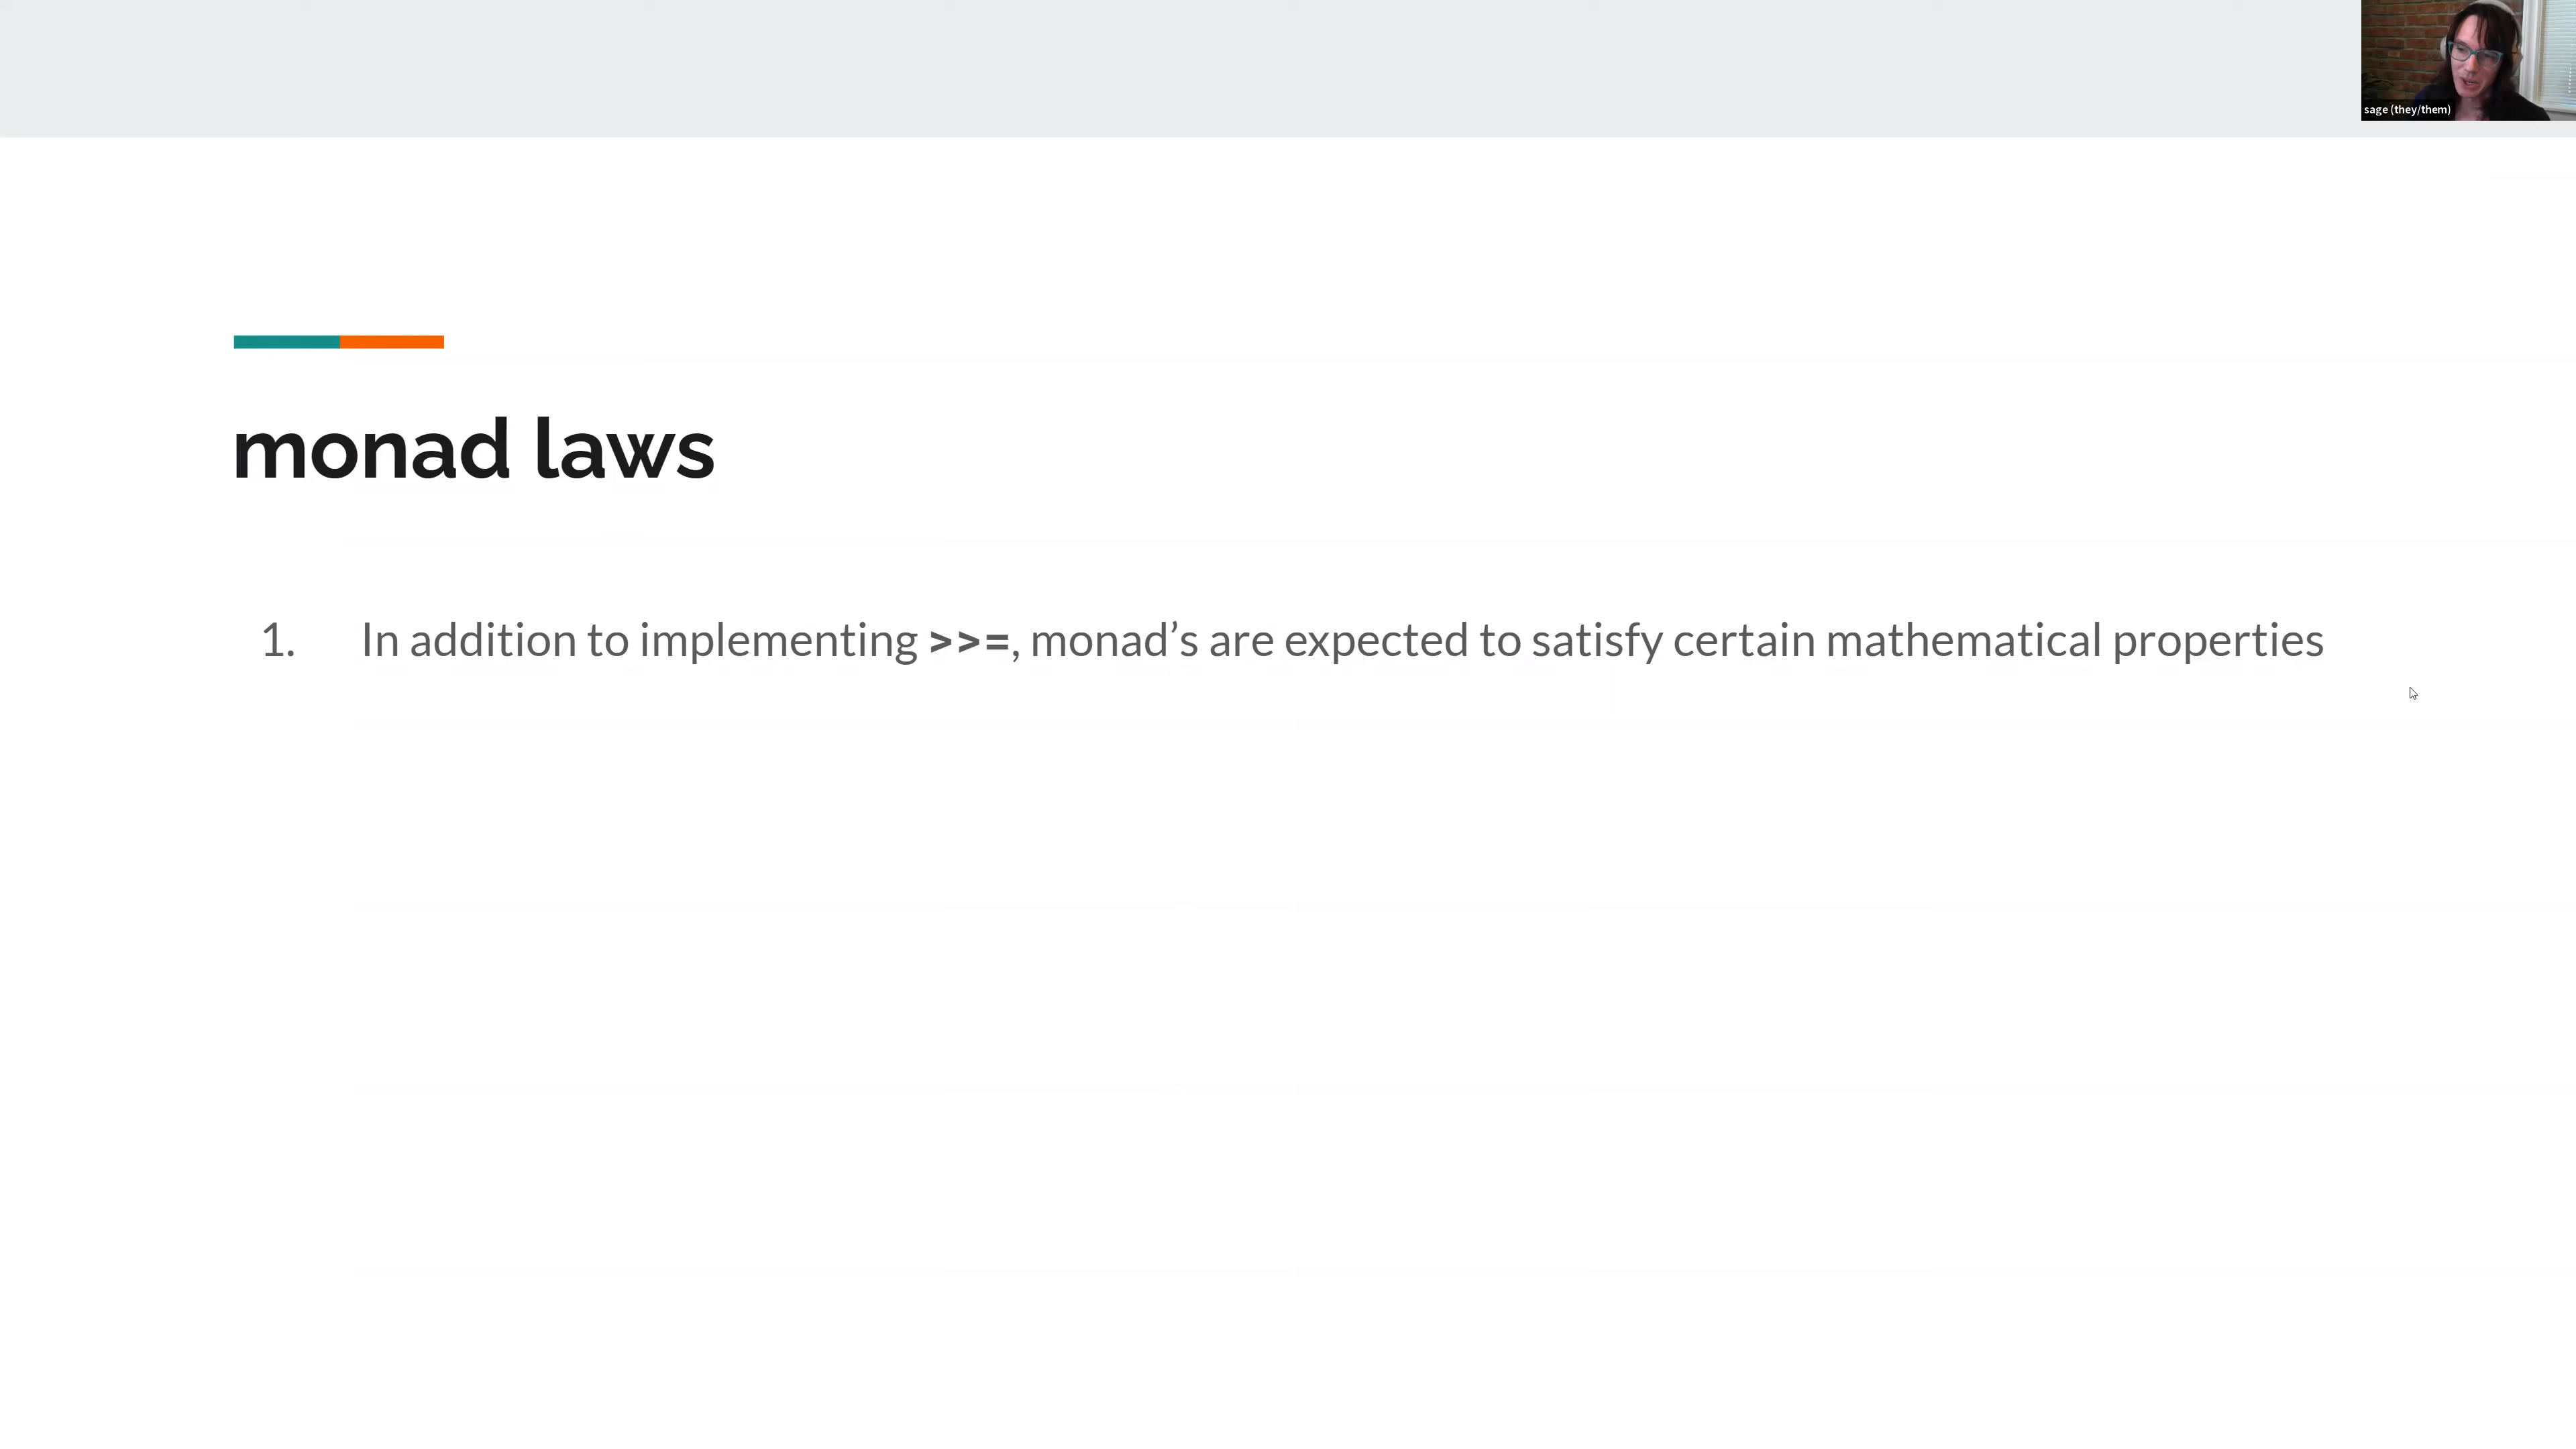 sage (they/them)
monad laws
1. In addition to implementing >>=, monad’s are expected to satisfy certain mathematical properties